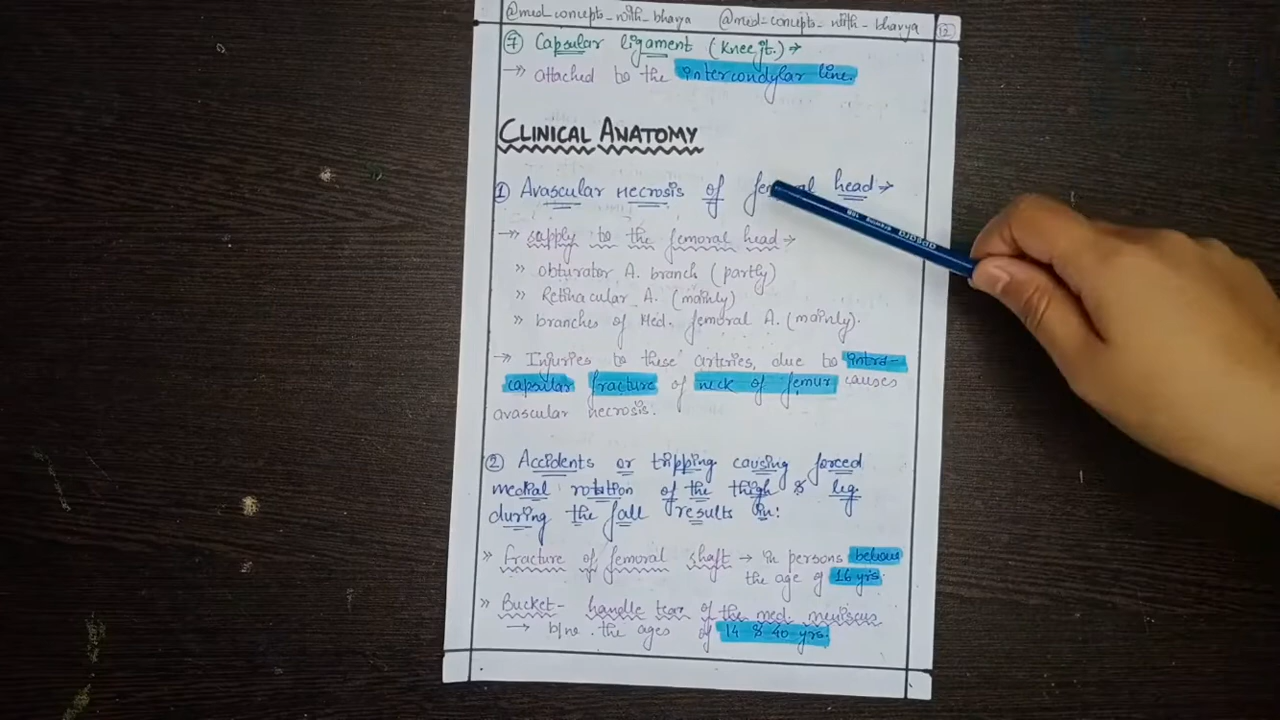 @med_concepts_with_bhavya @med_concepts_with_bhavya 12
⑦ Capsular ligament (Knee jt.) →
→» attached to the intercondylar line.
CLINICAL ANATOMY
① Avascular necrosis of femoral head →
→» supply to the femoral head →
» obturator A. branch (partly)
» Retinacular A. (mainly)
» branches of Med. femoral A. (mainly).
→» Injuries to these arteries, due to intra-
capsular fracture of neck of femur causes
avascular necrosis.
② Accidents or tripping causing forced
medial rotation of the thigh & leg
during the fall results in:
» Fracture of femoral shaft → in persons below
the age of 16 yrs.
» Bucket-handle tear of the med. meniscus
→ b/w. the ages of 14 & 40 yrs.
apsara drawing 10B